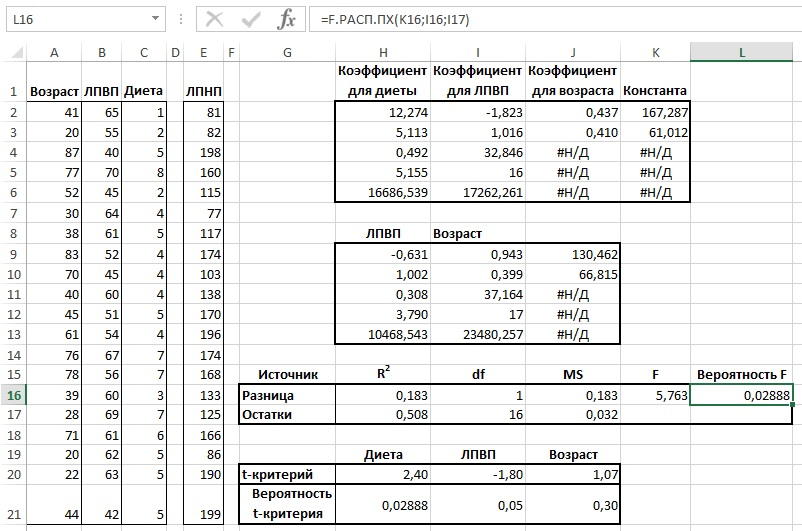 L16 =F.РАСП.ПХ(K16;I16;I17)
A B C D E F G H I J K L
Коэффициент Коэффициент Коэффициент
1 Возраст ЛПВП Диета ЛПНП для диеты для ЛПВП для возраста Константа
2 41 65 1 81 12,274 -1,823 0,437 167,287
3 20 55 2 82 5,113 1,016 0,410 61,012
4 87 40 5 198 0,492 32,846 #Н/Д #Н/Д
5 77 70 8 160 5,155 16 #Н/Д #Н/Д
6 52 45 2 115 16686,539 17262,261 #Н/Д #Н/Д
7 30 64 4 77
8 38 61 5 117 ЛПВП Возраст
9 83 52 4 174 -0,631 0,943 130,462
10 70 45 4 103 1,002 0,399 66,815
11 40 60 4 138 0,308 37,164 #Н/Д
12 45 51 5 170 3,790 17 #Н/Д
13 61 54 4 196 10468,543 23480,257 #Н/Д
14 76 67 7 174
15 78 56 7 168 Источник R² df MS F Вероятность F
16 39 60 3 133 Разница 0,183 1 0,183 5,763 0,02888
17 28 69 7 125 Остатки 0,508 16 0,032
18 71 61 6 166
19 20 62 5 86 Диета ЛПВП Возраст
20 22 63 5 190 t-критерий 2,40 -1,80 1,07
Вероятность
21 44 42 5 199 t-критерия 0,02888 0,05 0,30